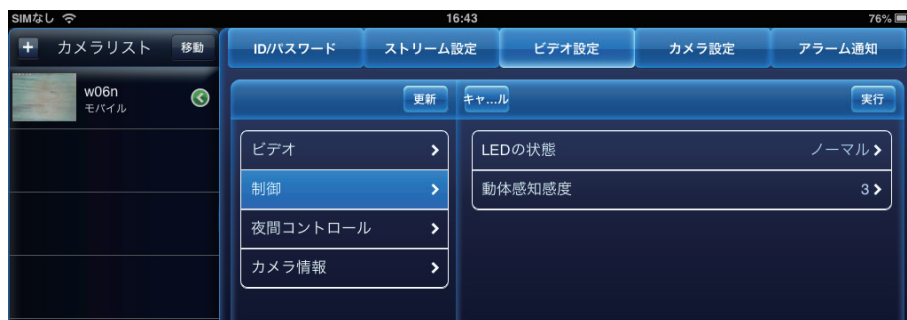 SIMなし 16:43 76%
+ カメラリスト 移動
ID/パスワード ストリーム設定 ビデオ設定 カメラ設定 アラーム通知
w06n
モバイル
更新 キャ...ル 実行
ビデオ
制御
夜間コントロール
カメラ情報
LEDの状態 ノーマル
動体感知感度 3